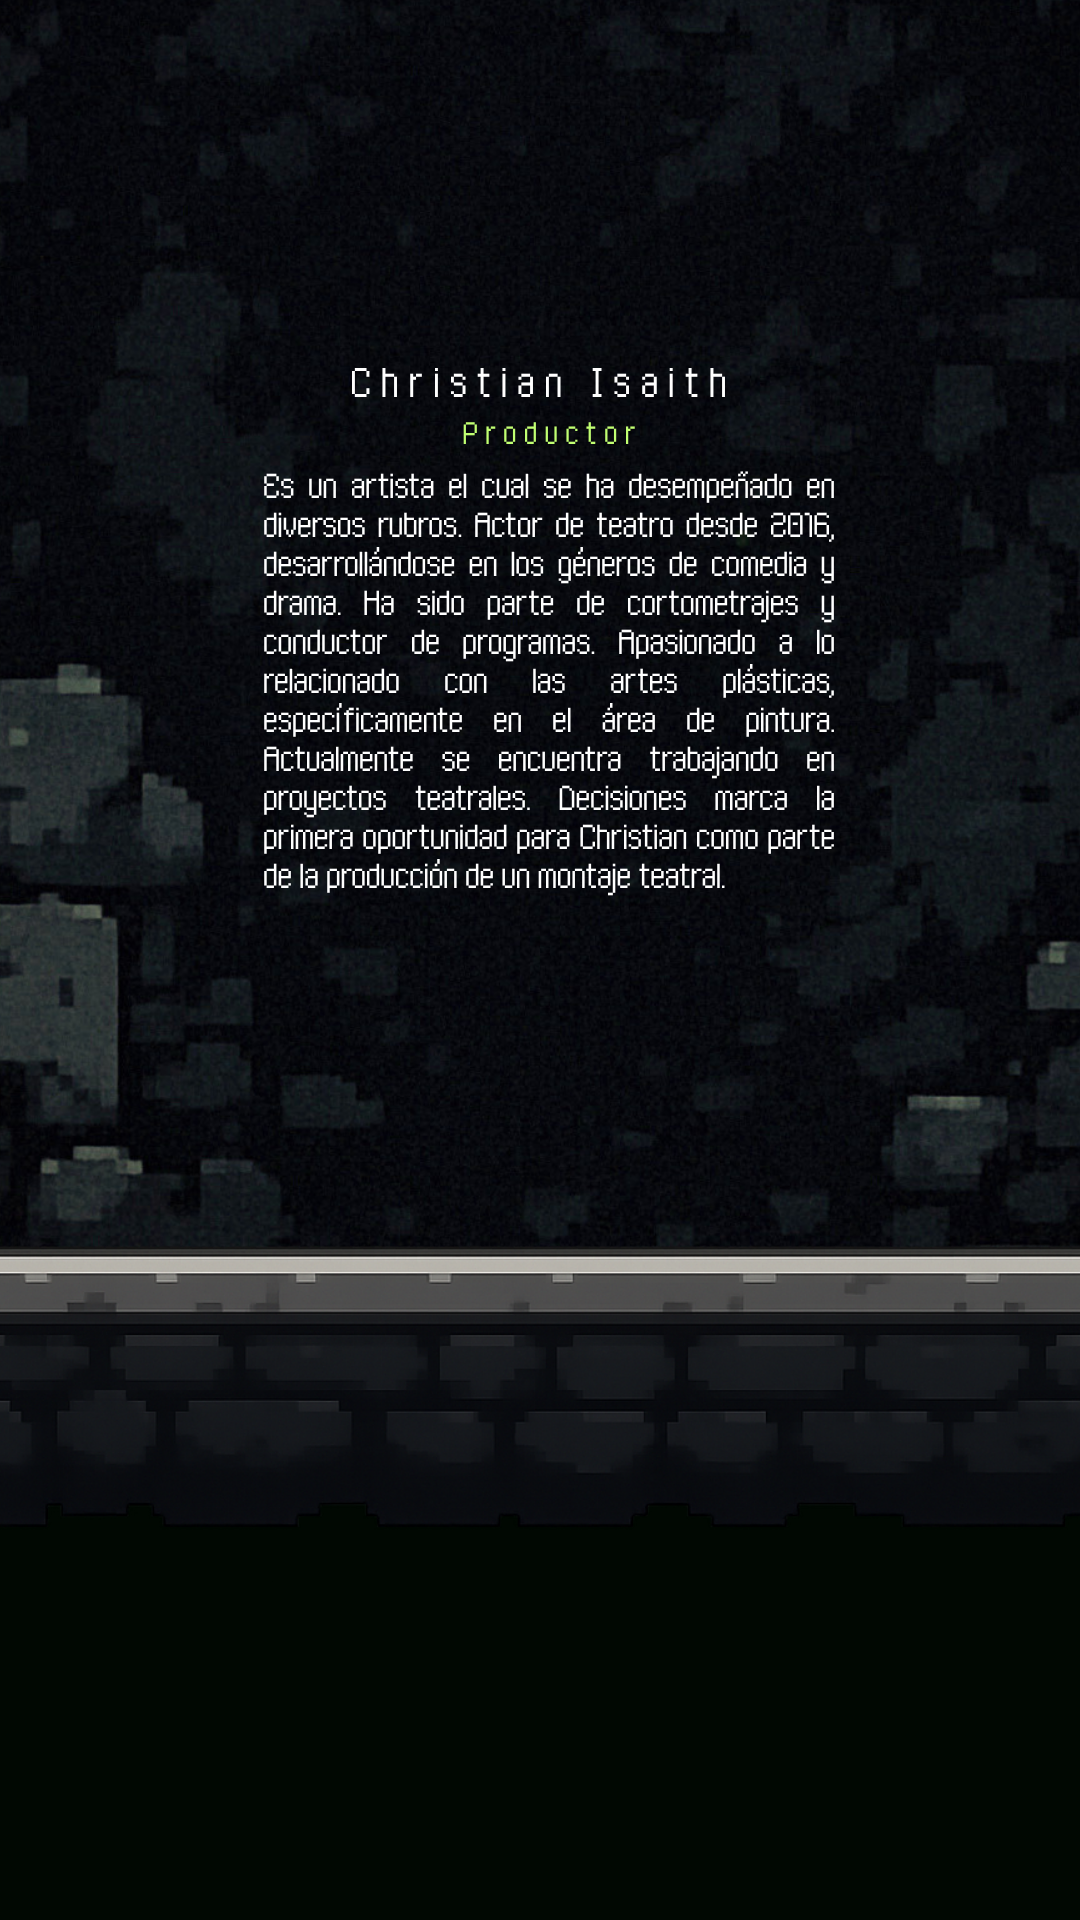 Christian Isaith
Productor
Es un artista el cual se ha desempeñado en
diversos rubros. Actor de teatro desde 2016,
desarrollándose en los géneros de comedia y
drama. Ha sido parte de cortometrajes y
conductor de programas. Apasionado a lo
relacionado con las artes plásticas,
específicamente en el área de pintura.
Actualmente se encuentra trabajando en
proyectos teatrales. Decisiones marca la
primera oportunidad para Christian como parte
de la producción de un montaje teatral.